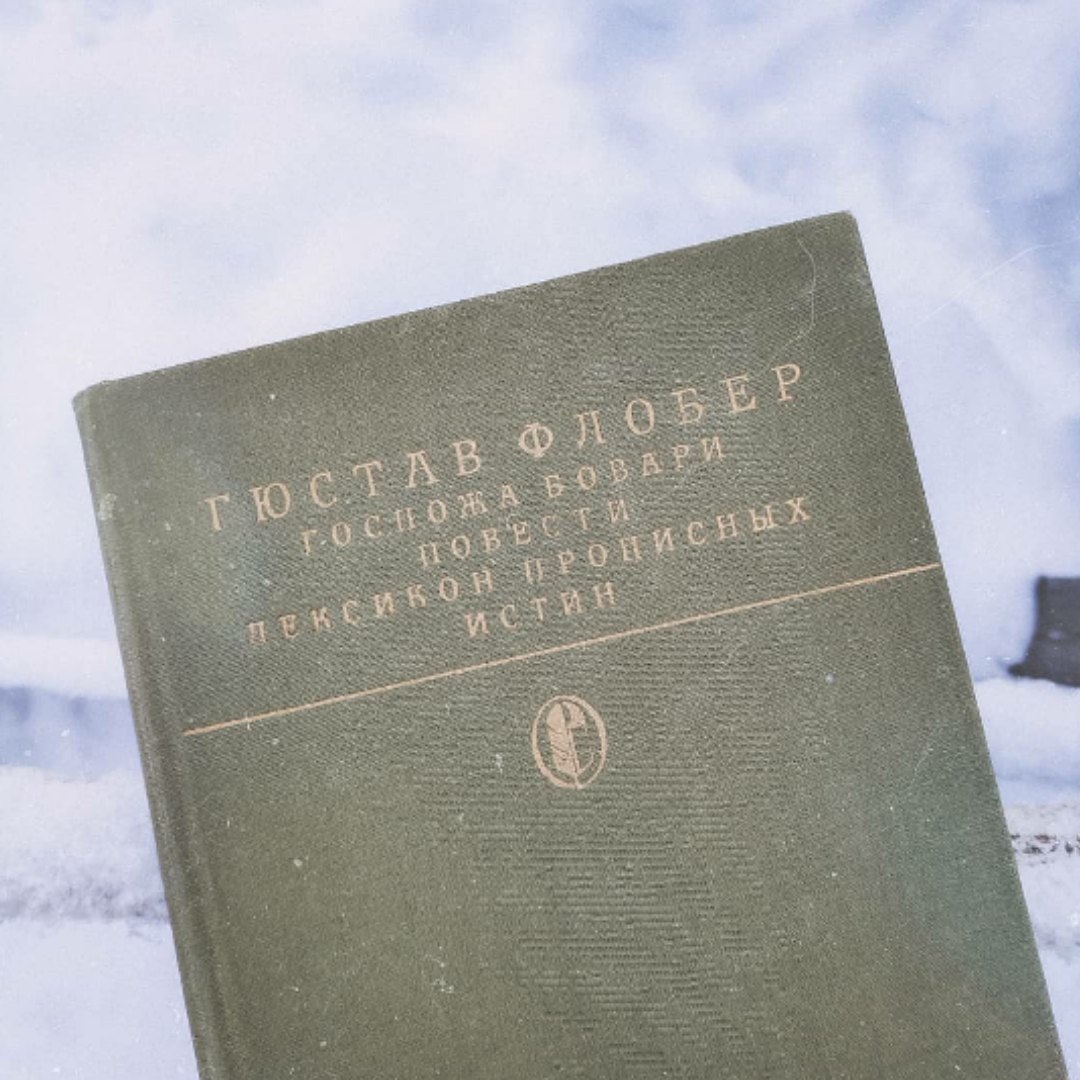 ГЮСТАВ ФЛОБЕР
ГОСПОЖА БОВАРИ
ПОВЕСТИ
ЛЕКСИКОН ПРОПИСНЫХ
ИСТИН